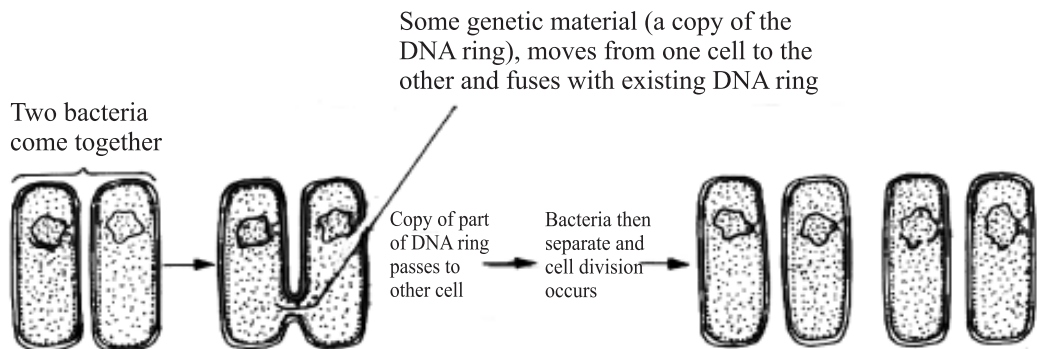 Some genetic material (a copy of the
DNA ring), moves from one cell to the
other and fuses with existing DNA ring
Two bacteria
come together
Copy of part
of DNA ring
passes to
other cell
Bacteria then
separate and
cell division
occurs